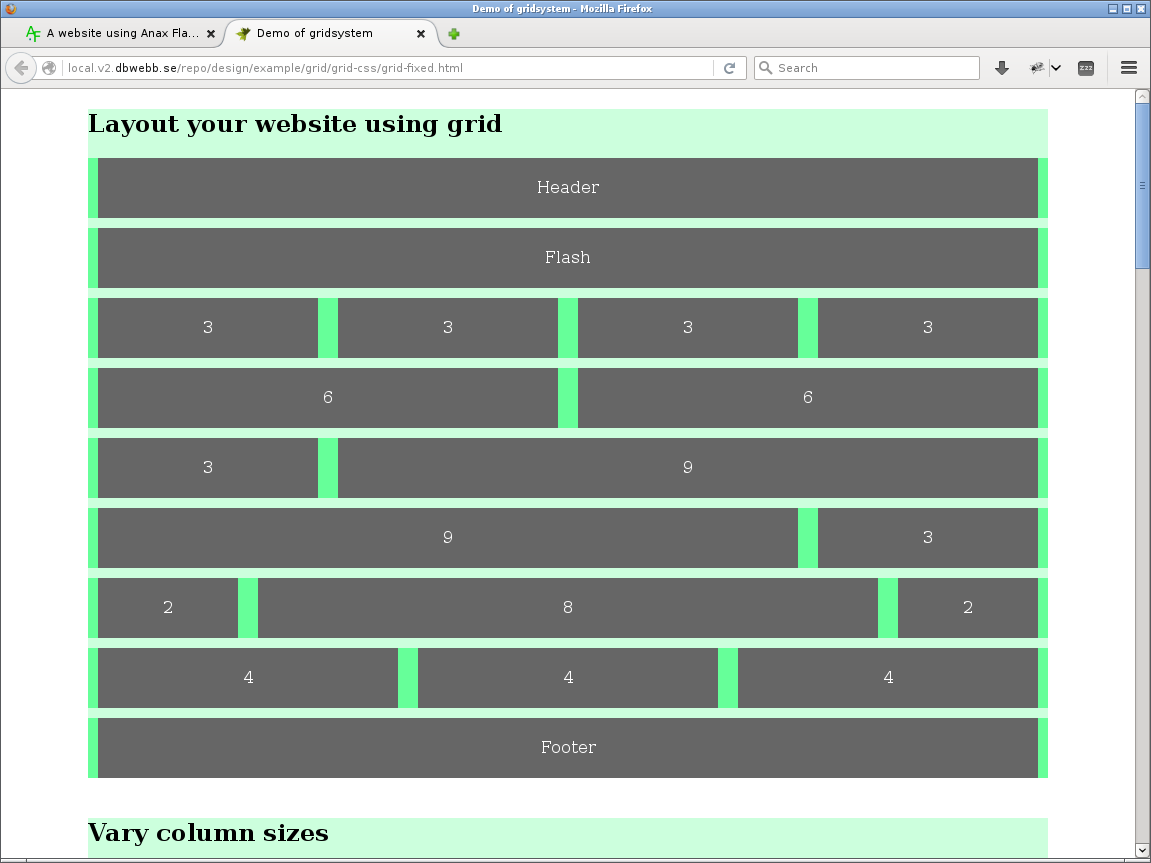 Demo of gridsystem - Mozilla Firefox
A website using Anax Fla... Demo of gridsystem
local.v2.dbwebb.se/repo/design/example/grid/grid-css/grid-fixed.html Search zzz
Layout your website using grid
Header
Flash
3 3 3 3
6 6
3 9
9 3
2 8 2
4 4 4
Footer
Vary column sizes